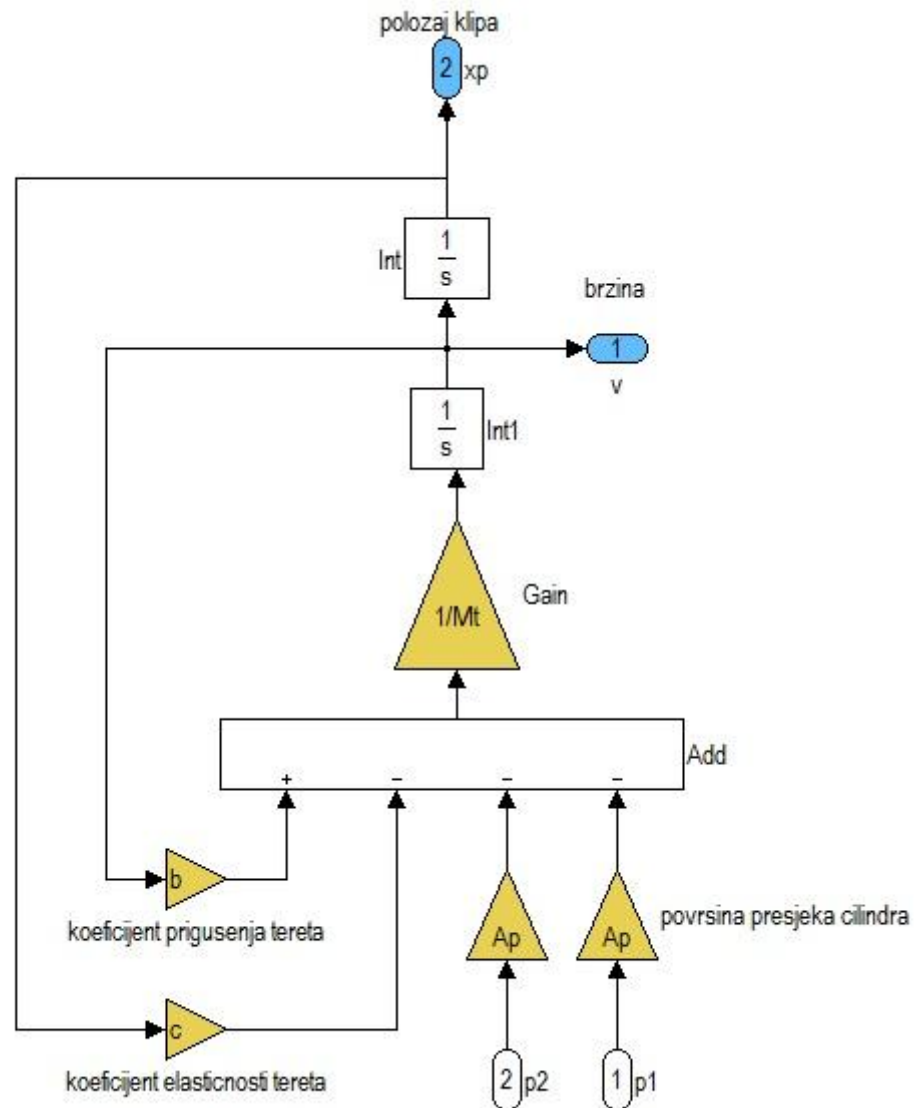 polozaj klipa
2 xp
Int 1
s
brzina
1
v
1
s Int1
Gain
1/Mt
Add
+ − − −
b
koeficijent prigusenja tereta
Ap Ap povrsina presjeka cilindra
c
koeficijent elasticnosti tereta
2 p2 1 p1